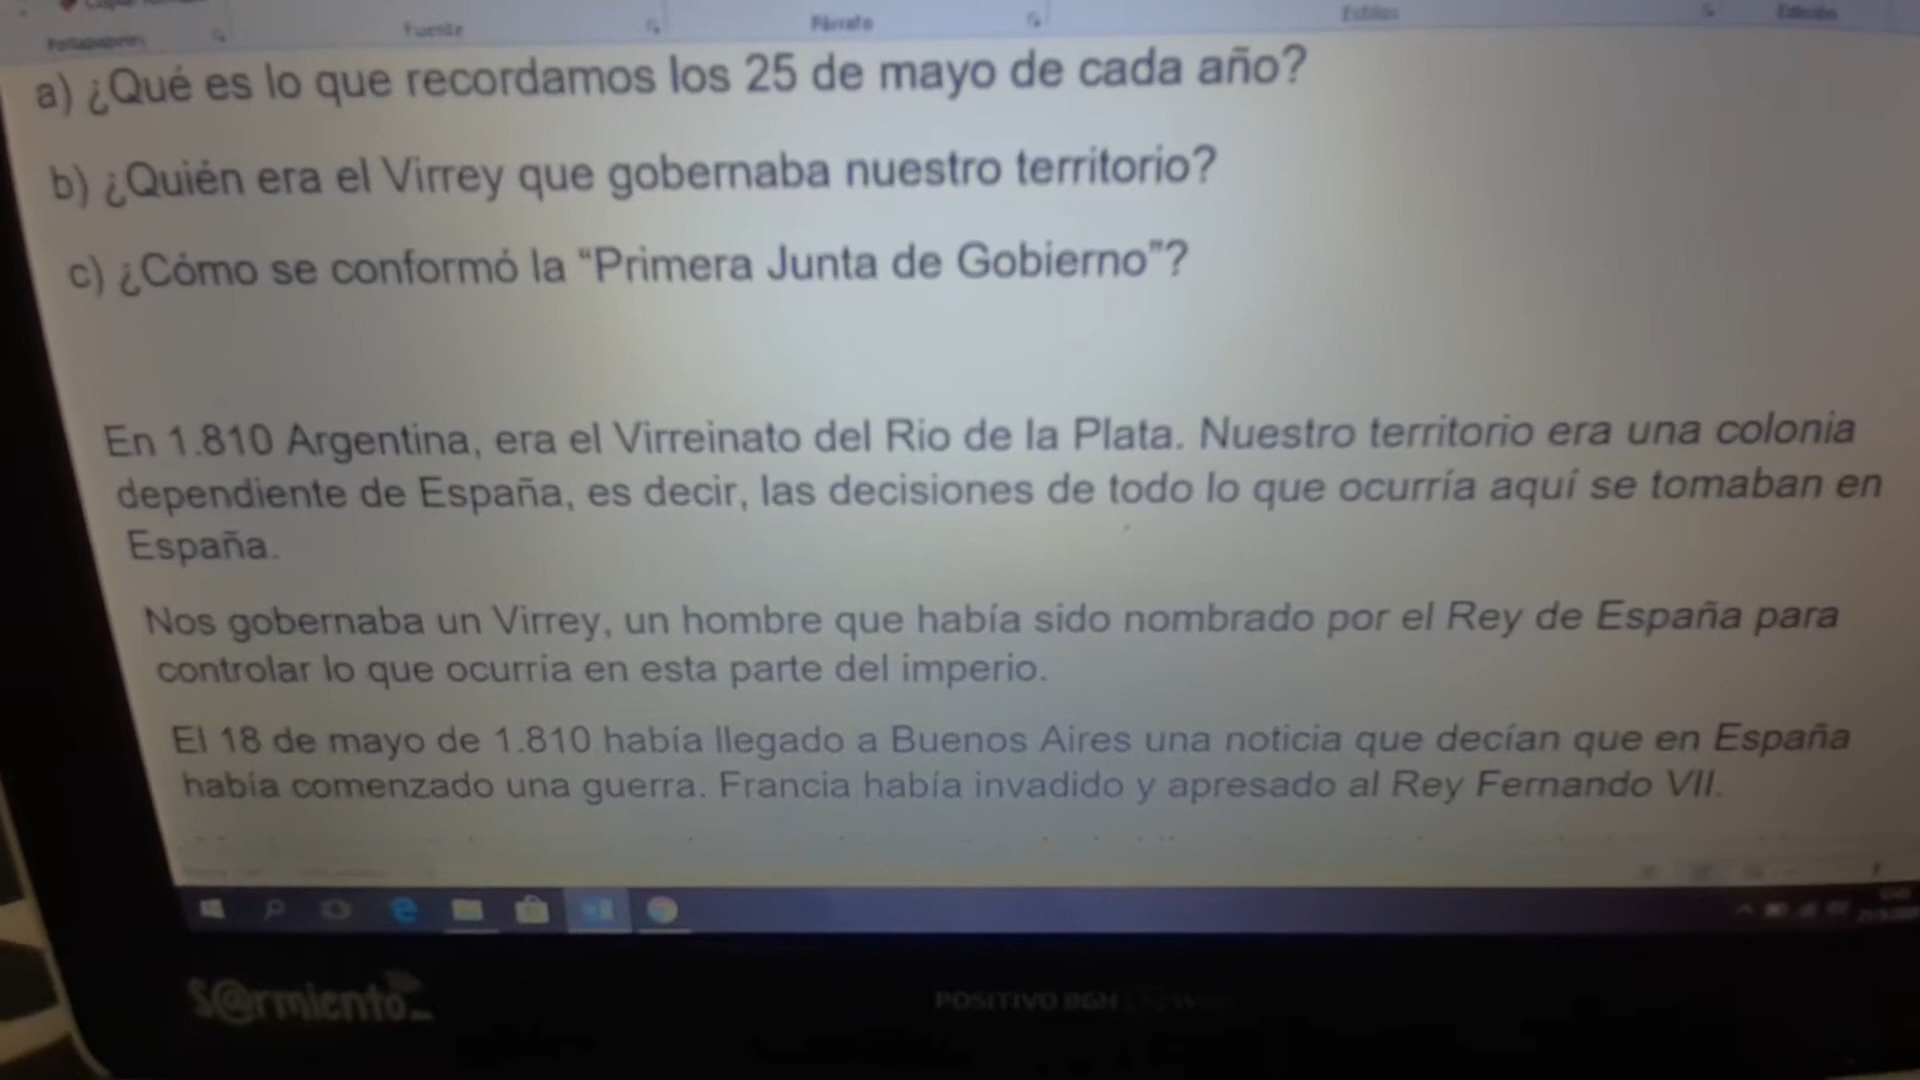 Portapapeles Fuente Párrafo Estilos Edición
a) ¿Qué es lo que recordamos los 25 de mayo de cada año?
b) ¿Quién era el Virrey que gobernaba nuestro territorio?
c) ¿Cómo se conformó la “Primera Junta de Gobierno”?
En 1.810 Argentina, era el Virreinato del Rio de la Plata. Nuestro territorio era una colonia
dependiente de España, es decir, las decisiones de todo lo que ocurría aquí se tomaban en
España.
Nos gobernaba un Virrey, un hombre que había sido nombrado por el Rey de España para
controlar lo que ocurría en esta parte del imperio.
El 18 de mayo de 1.810 había llegado a Buenos Aires una noticia que decían que en España
había comenzado una guerra. Francia había invadido y apresado al Rey Fernando VII.
S@rmiento
POSITIVO BGH